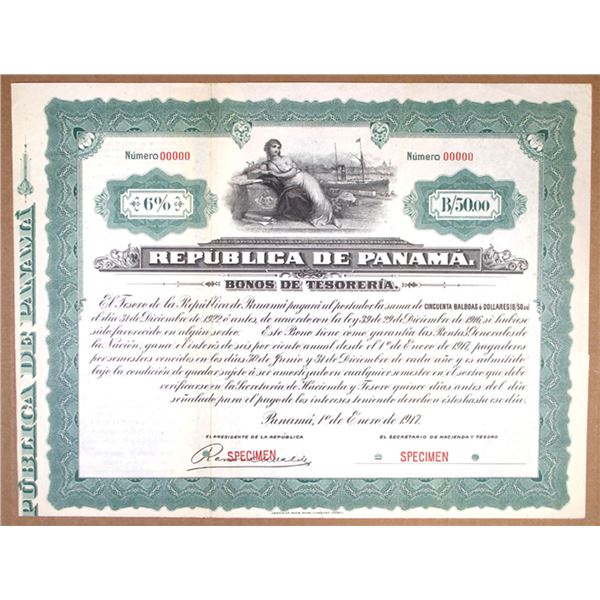 Número 00000
Número 00000
6%
B/50.00
REPÚBLICA DE PANAMÁ.
BONOS DE TESORERÍA.
El Tesoro de la República de Panamá pagará al portador la suma de CINCUENTA BALBOAS ó DOLLARES (B/50.00)
el día 31 de Diciembre de 1922 ó antes, de acuerdo con la ley 39 de 29 de Diciembre de 1916, si hubiese
sido favorecido en algún sorteo. Este Bono tiene como garantía las Rentas Generales de
la Nación, gana el interés de seis por ciento anual desde el 1º de Enero de 1917, pagaderos
por semestres vencidos en los días 30 de Junio y 31 de Diciembre de cada año y es admitido
bajo la condición de quedar sujeto á ser amortizado en cualquier semestre en el sorteo que debe
verificarse en la Secretaría de Hacienda y Tesoro quince días antes del día
señalado para el pago de los intereses teniendo derecho á éstos hasta ese día.
Panamá, 1º de Enero de 1917.
EL PRESIDENTE DE LA REPÚBLICA
EL SECRETARIO DE HACIENDA Y TESORO
SPECIMEN
SPECIMEN
PÚBLICA DE PANAMÁ